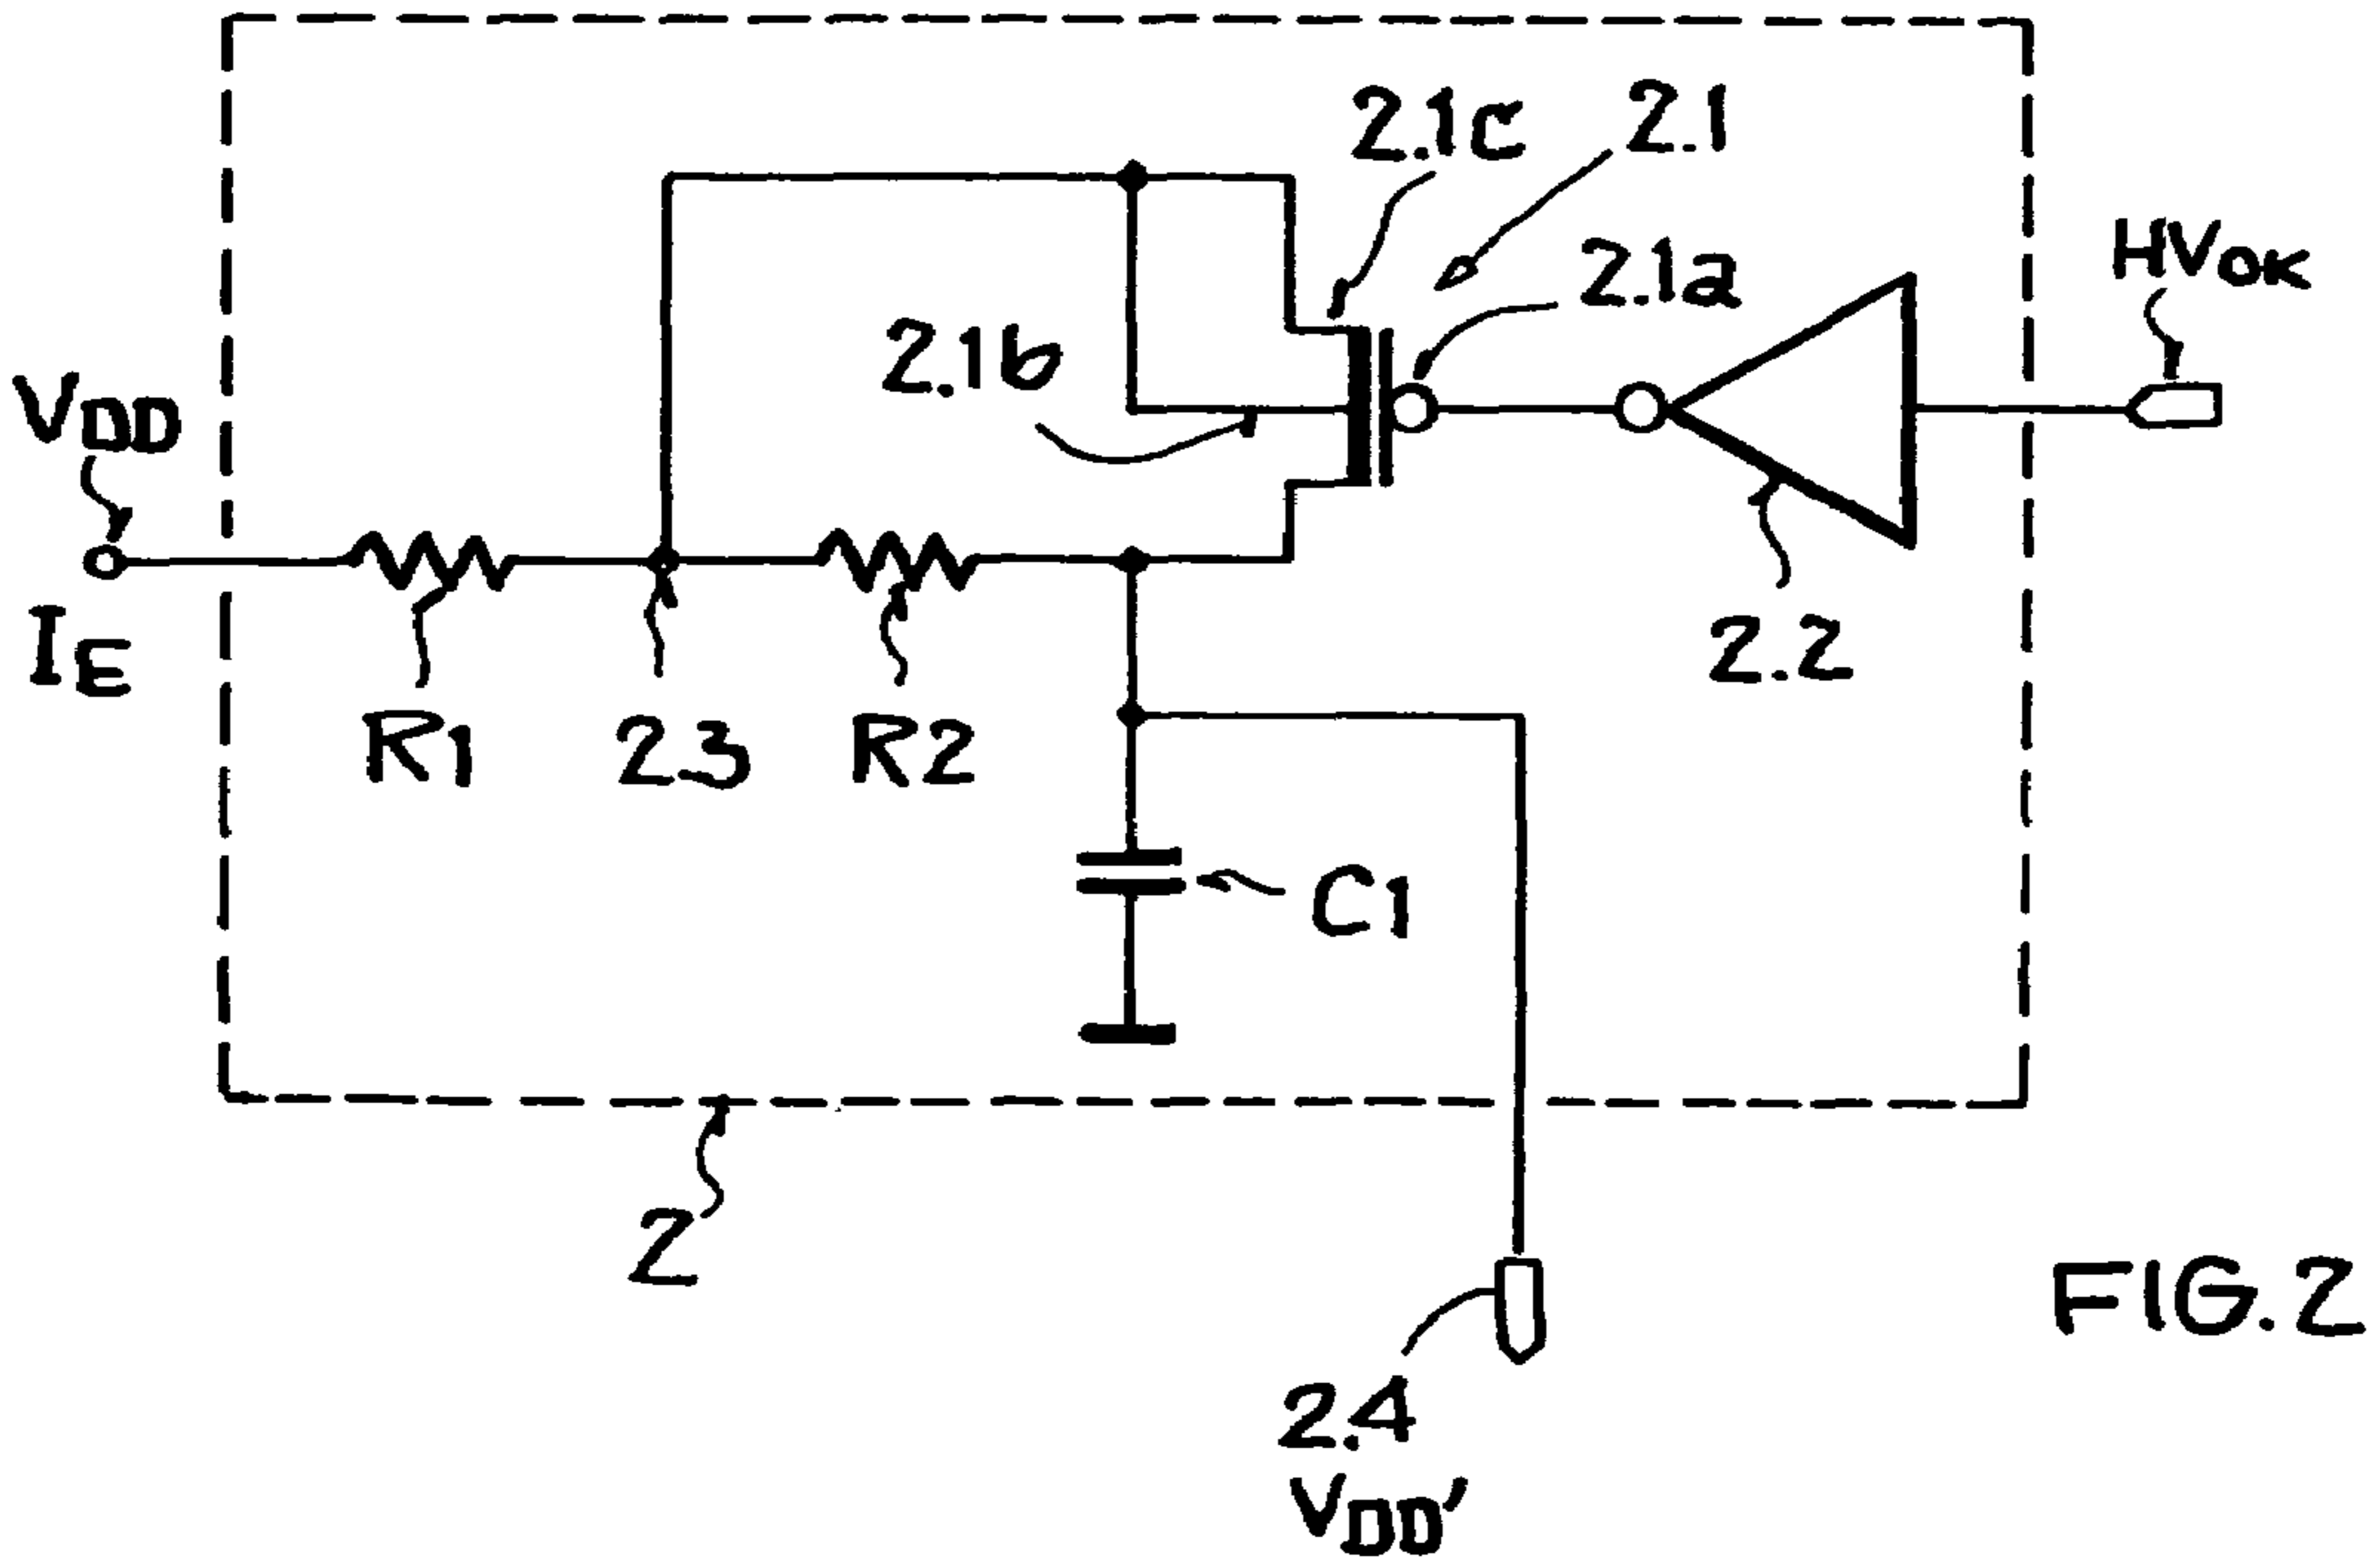 2.1c
2.1
2.1a
HVOK
2.1b
VDD
IE
2.2
R1
2.3
R2
C1
2
FIG.2
2.4
VDD'